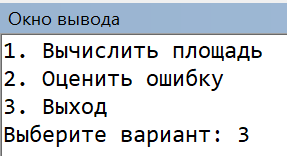 Окно вывода
1. Вычислить площадь
2. Оценить ошибку
3. Выход
Выберите вариант: 3